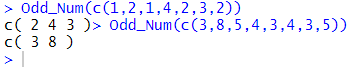 > Odd_Num(c(1,2,1,4,2,3,2))
c( 2 4 3 )> Odd_Num(c(3,8,5,4,3,4,3,5))
c( 3 8 )
>